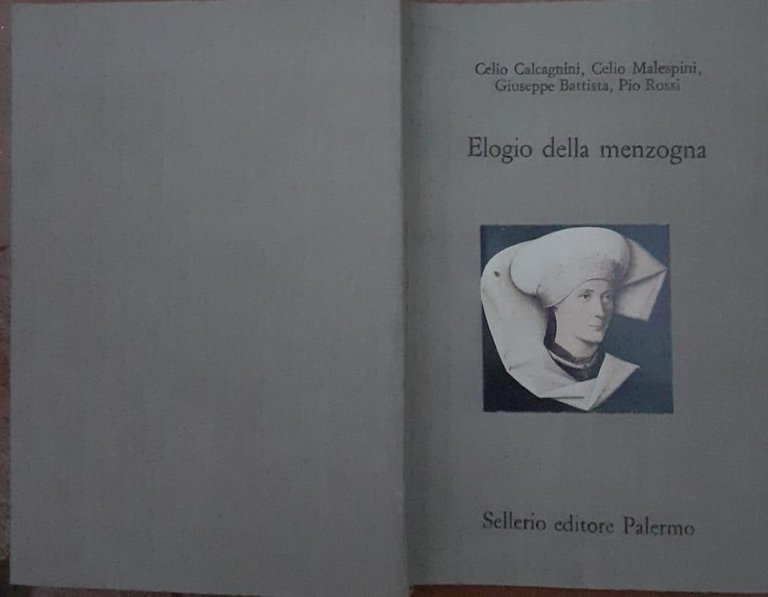 Celio Calcagnini, Celio Malespini,
Giuseppe Battista, Pio Rossi
Elogio della menzogna
Sellerio editore Palermo